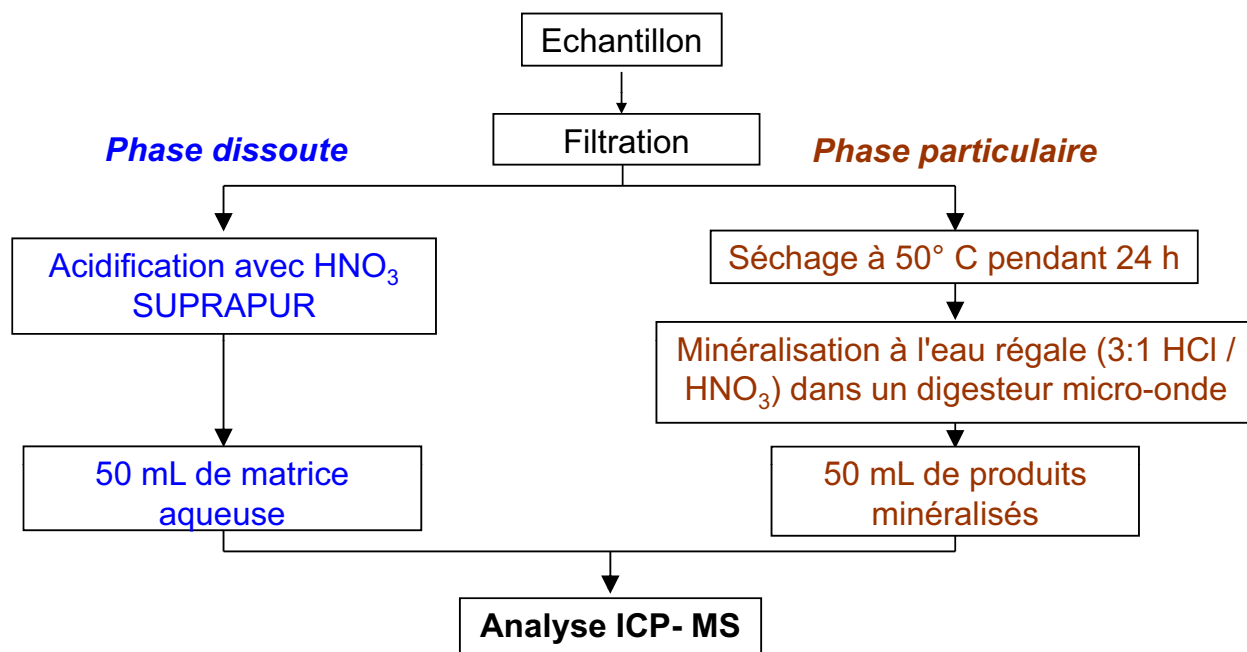 Echantillon
Filtration
Phase dissoute
Phase particulaire
Acidification avec HNO₃
SUPRAPUR
Séchage à 50° C pendant 24 h
Minéralisation à l'eau régale (3:1 HCl /
HNO₃) dans un digesteur micro-onde
50 mL de matrice
aqueuse
50 mL de produits
minéralisés
Analyse ICP- MS